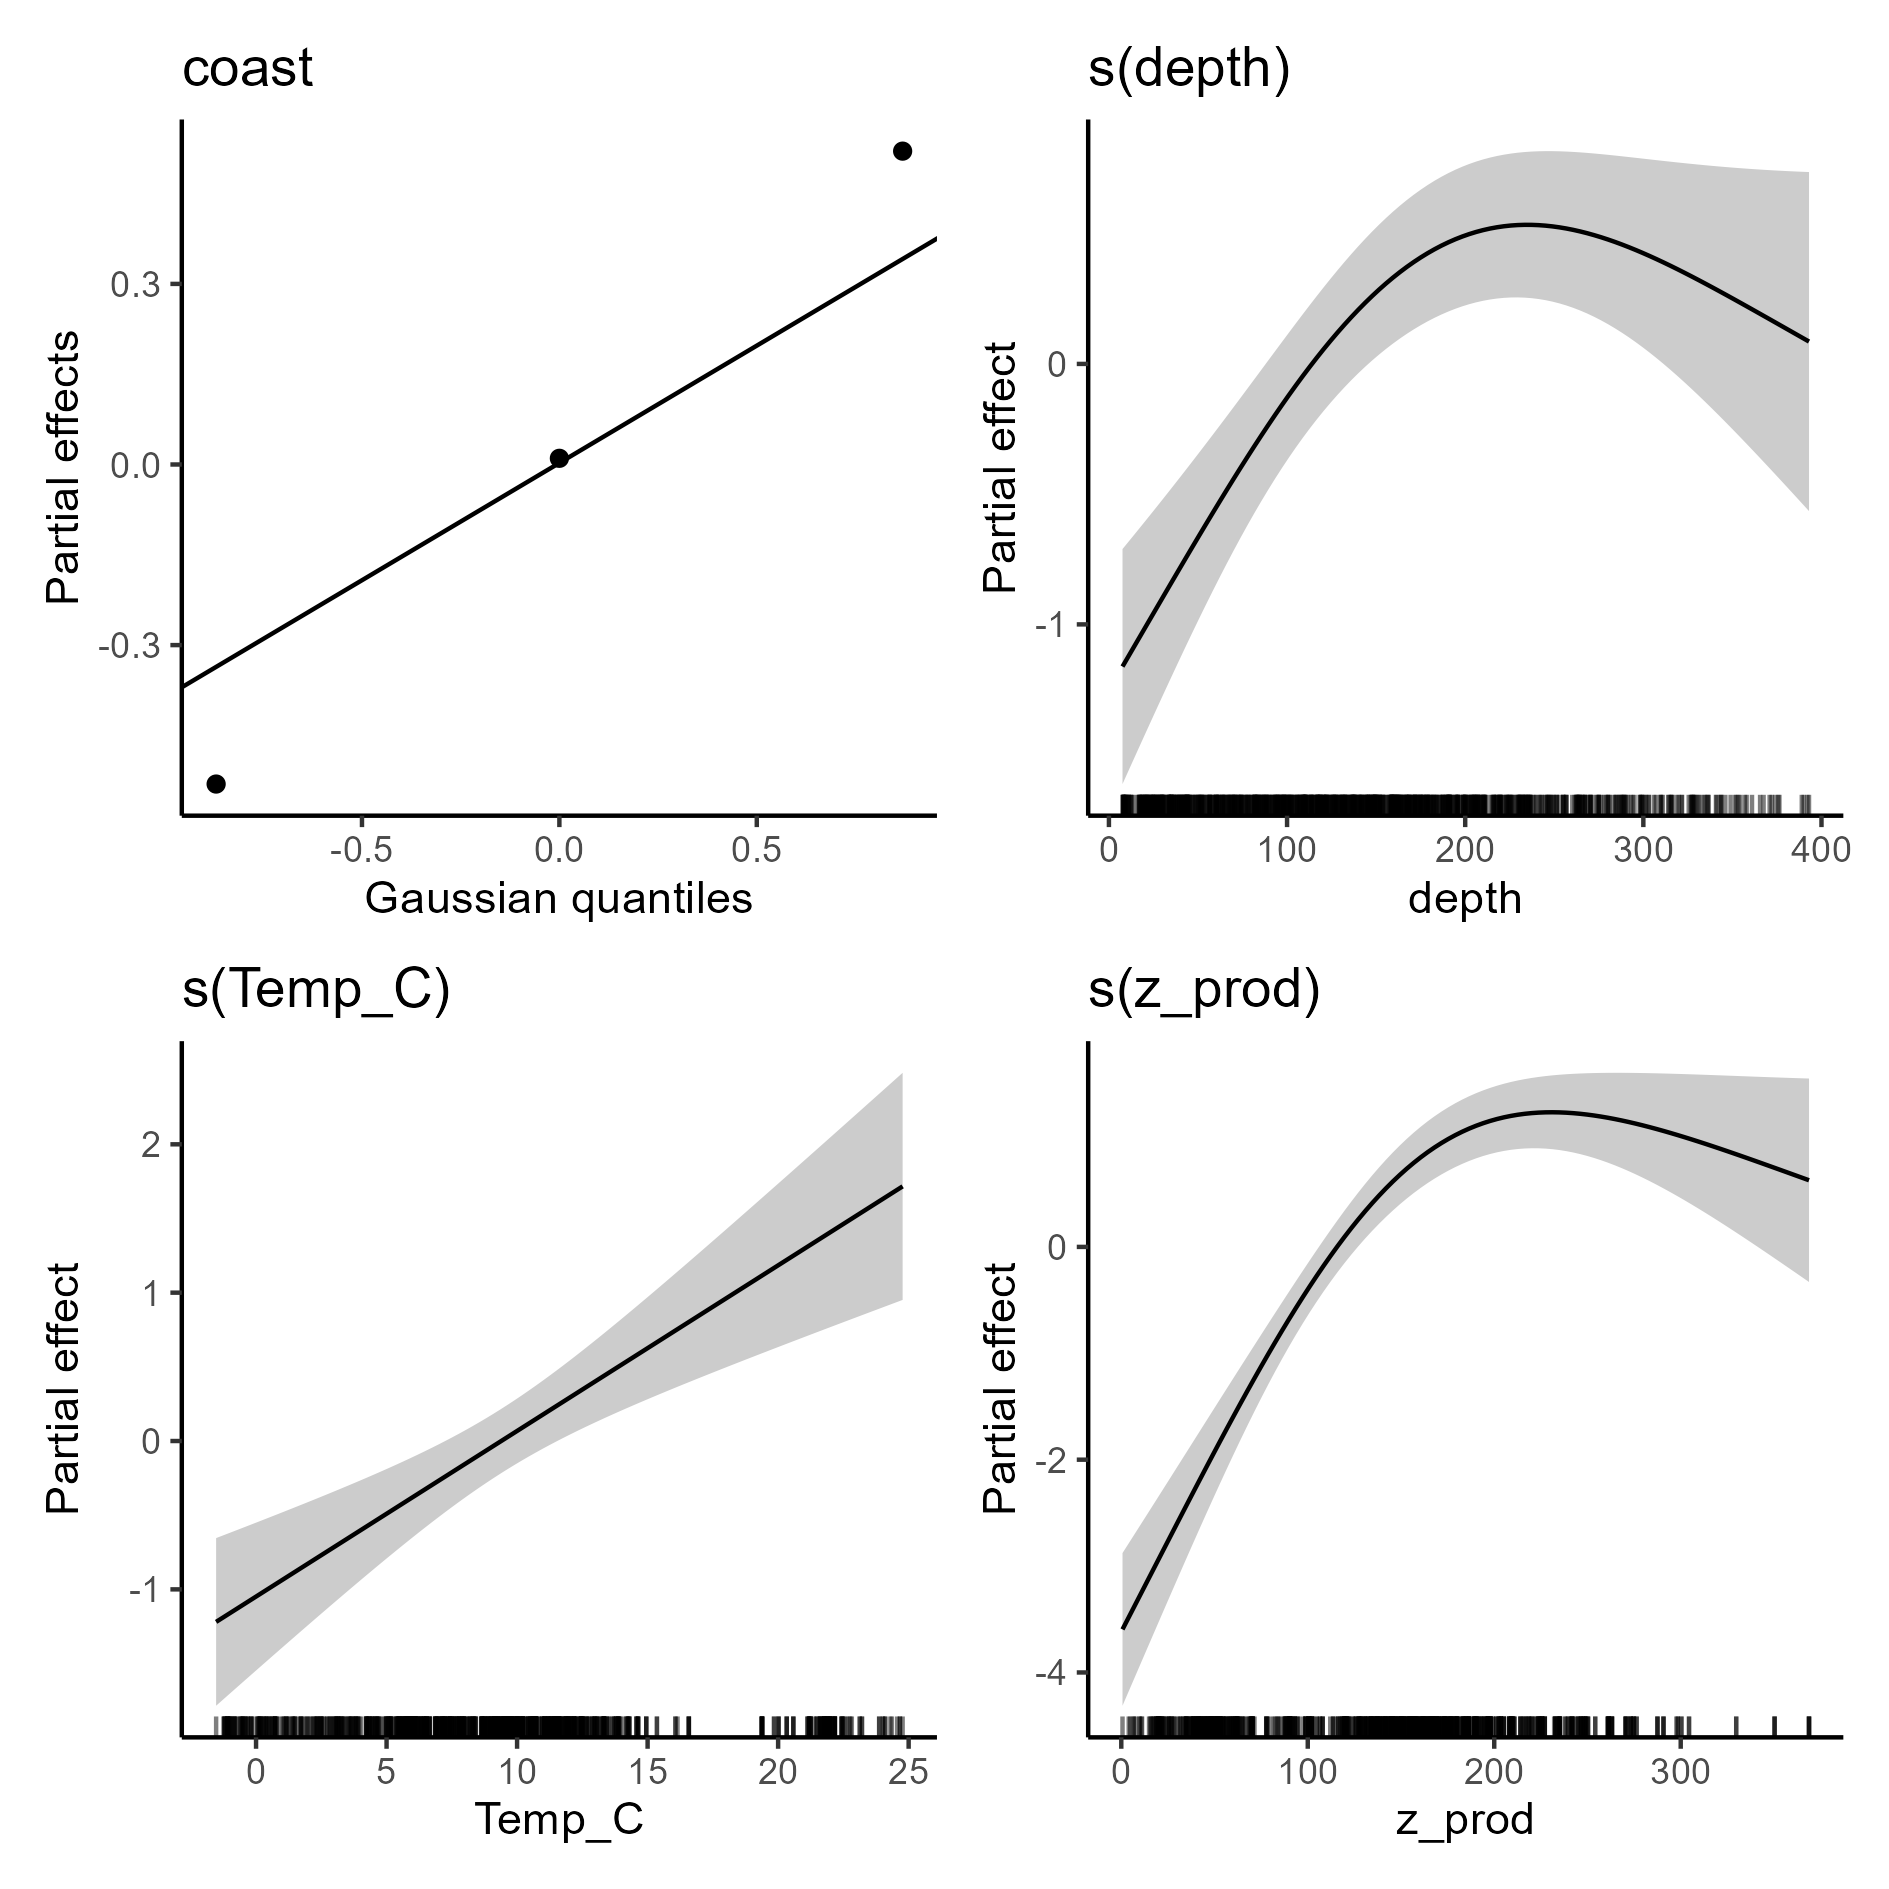 coast
Partial effects
0.3
0.0
-0.3
-0.5 0.0 0.5
Gaussian quantiles
s(depth)
Partial effect
0
-1
0 100 200 300 400
depth
s(Temp_C)
Partial effect
2
1
0
-1
0 5 10 15 20 25
Temp_C
s(z_prod)
Partial effect
0
-2
-4
0 100 200 300
z_prod